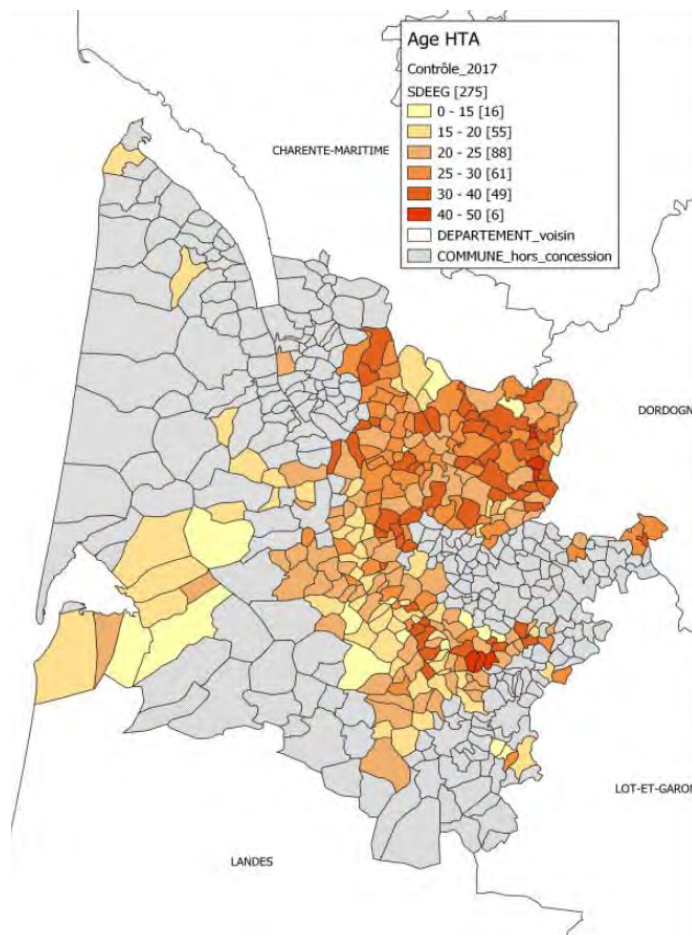 Age HTA
Contrôle_2017
SDEEG [275]
0 - 15 [16]
15 - 20 [55]
20 - 25 [88]
25 - 30 [61]
30 - 40 [49]
40 - 50 [6]
DEPARTEMENT_voisin
COMMUNE_hors_concession
CHARENTE-MARITIME
DORDOGN
LOT-ET-GARON
LANDES